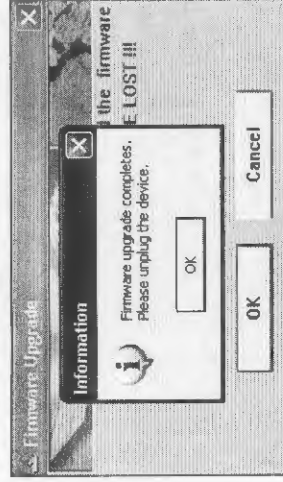 Firmware Upgrade
the firmware
E LOST !!!
Information
Firmware upgrade completes.
Please unplug the device.
OK
OK
Cancel